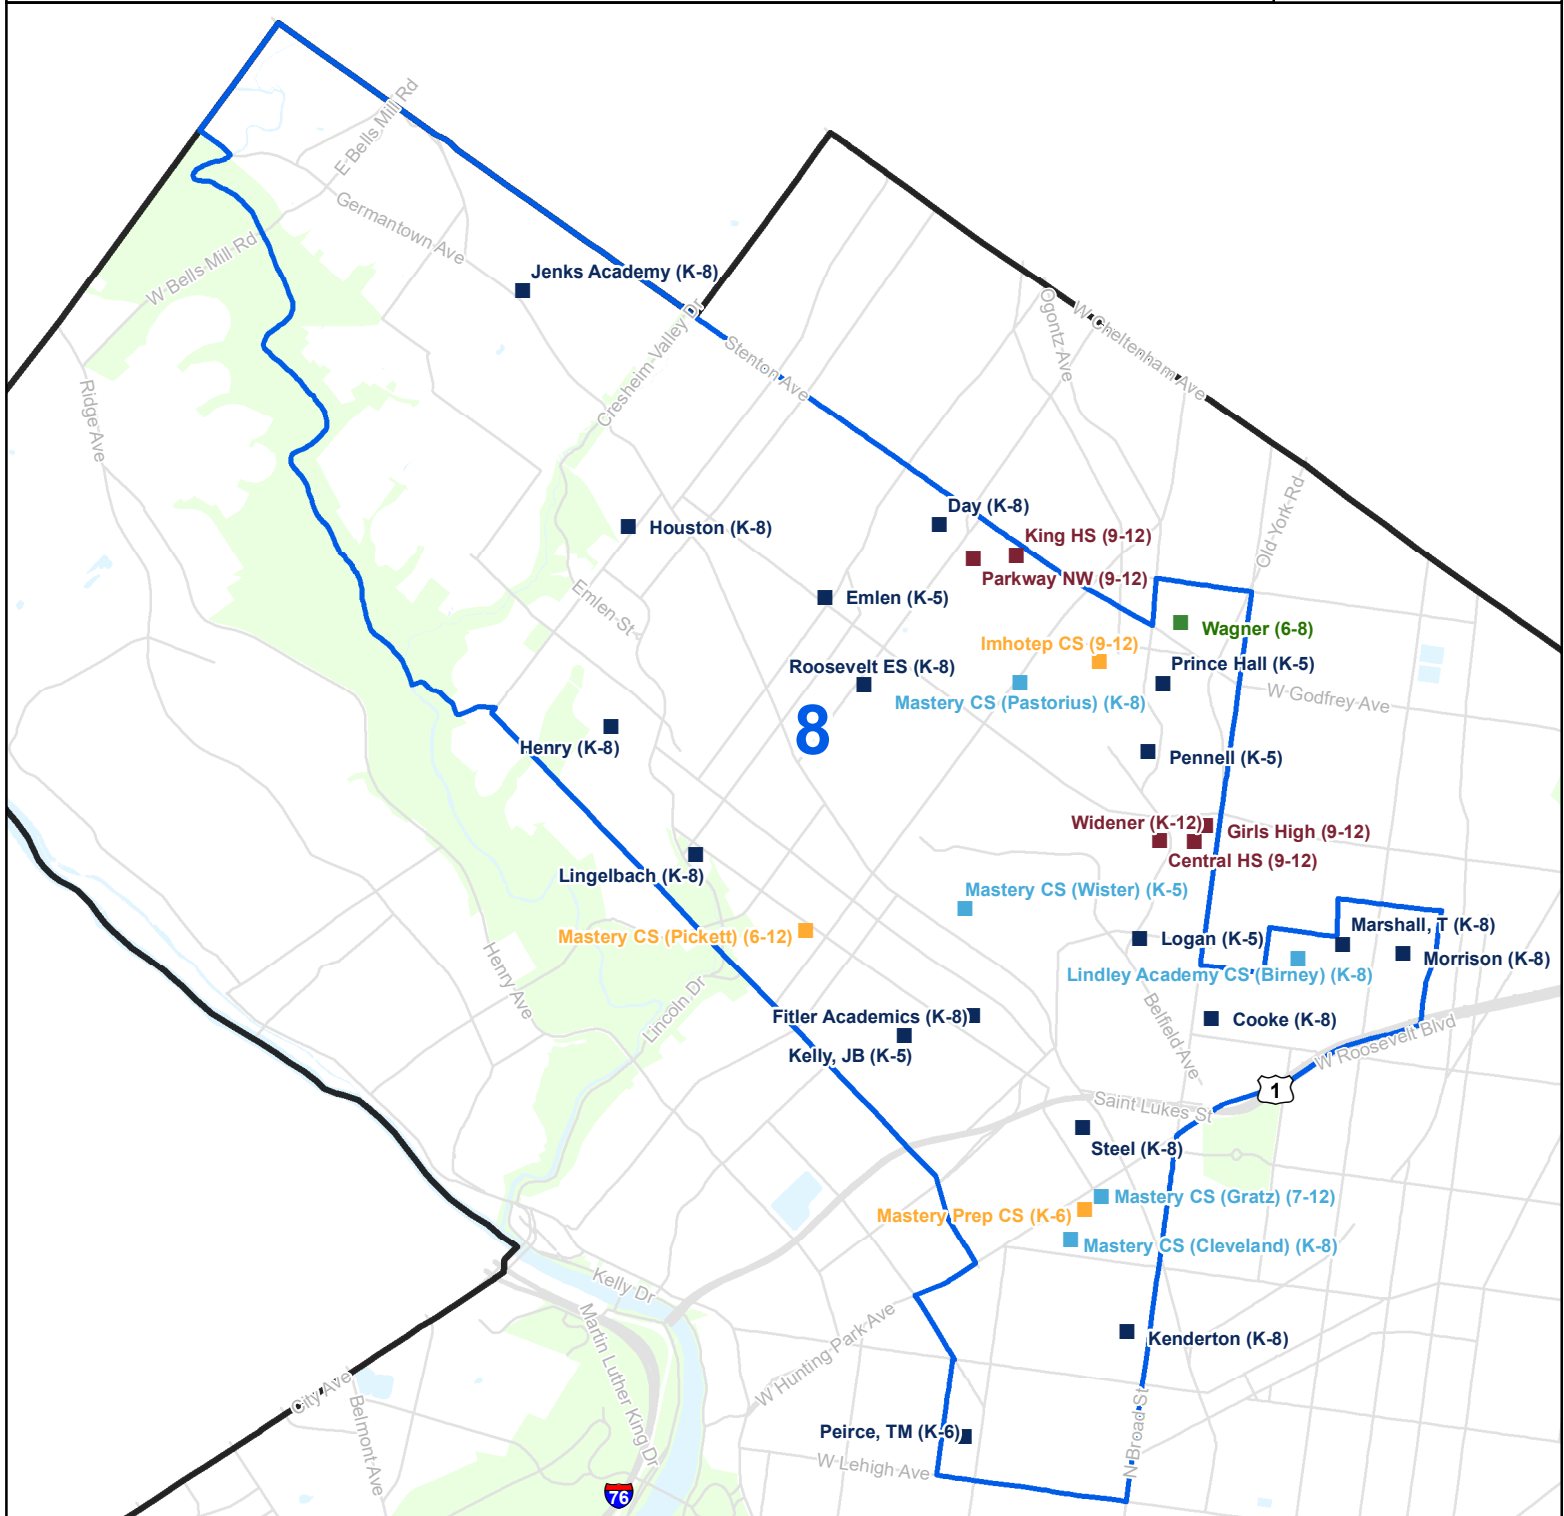 E Bells Mill Rd
Germantown Ave
W Bells Mill Rd
Jenks Academy (K-8)
Cresheim Valley Dr
Stenton Ave
Ogontz Ave
W Cheltenham Ave
Ridge Ave
Old York Rd
Day (K-8)
Houston (K-8)
King HS (9-12)
Parkway NW (9-12)
Emlen St
Emlen (K-5)
Wagner (6-8)
Imhotep CS (9-12)
Roosevelt ES (K-8)
Prince Hall (K-5)
Mastery CS (Pastorius) (K-8)
W Godfrey Ave
8
Henry (K-8)
Pennell (K-5)
Widener (K-12)
Girls High (9-12)
Central HS (9-12)
Lingelbach (K-8)
Mastery CS (Wister) (K-5)
Marshall, T (K-8)
Mastery CS (Pickett) (6-12)
Logan (K-5)
Morrison (K-8)
Lindley Academy CS (Birney) (K-8)
Henry Ave
Lincoln Dr
Fitler Academics (K-8)
Cooke (K-8)
Belfield Ave
W Roosevelt Blvd
Kelly, JB (K-5)
1
Saint Lukes St
Steel (K-8)
Mastery CS (Gratz) (7-12)
Mastery Prep CS (K-6)
Mastery CS (Cleveland) (K-8)
Kelly Dr
Martin Luther King Dr
W Hunting Park Ave
Kenderton (K-8)
City Ave
Belmont Ave
N Broad St
Peirce, TM (K-6)
W Lehigh Ave
76